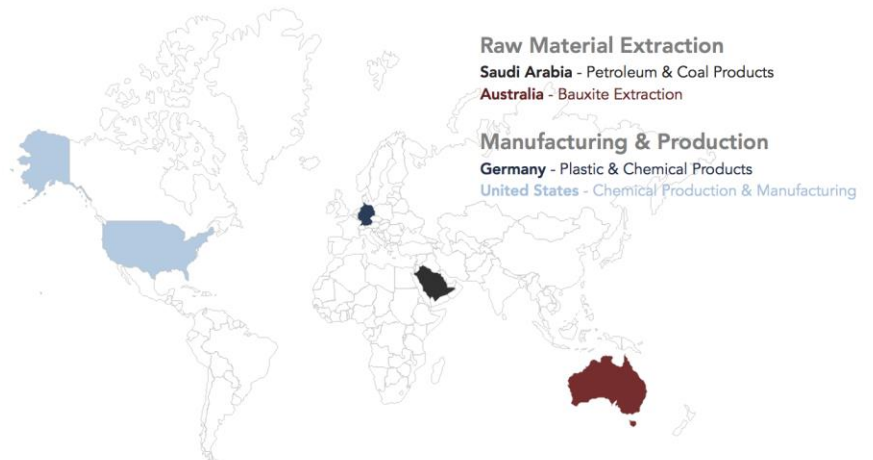 Raw Material Extraction
Saudi Arabia - Petroleum & Coal Products
Australia - Bauxite Extraction
Manufacturing & Production
Germany - Plastic & Chemical Products
United States - Chemical Production & Manufacturing